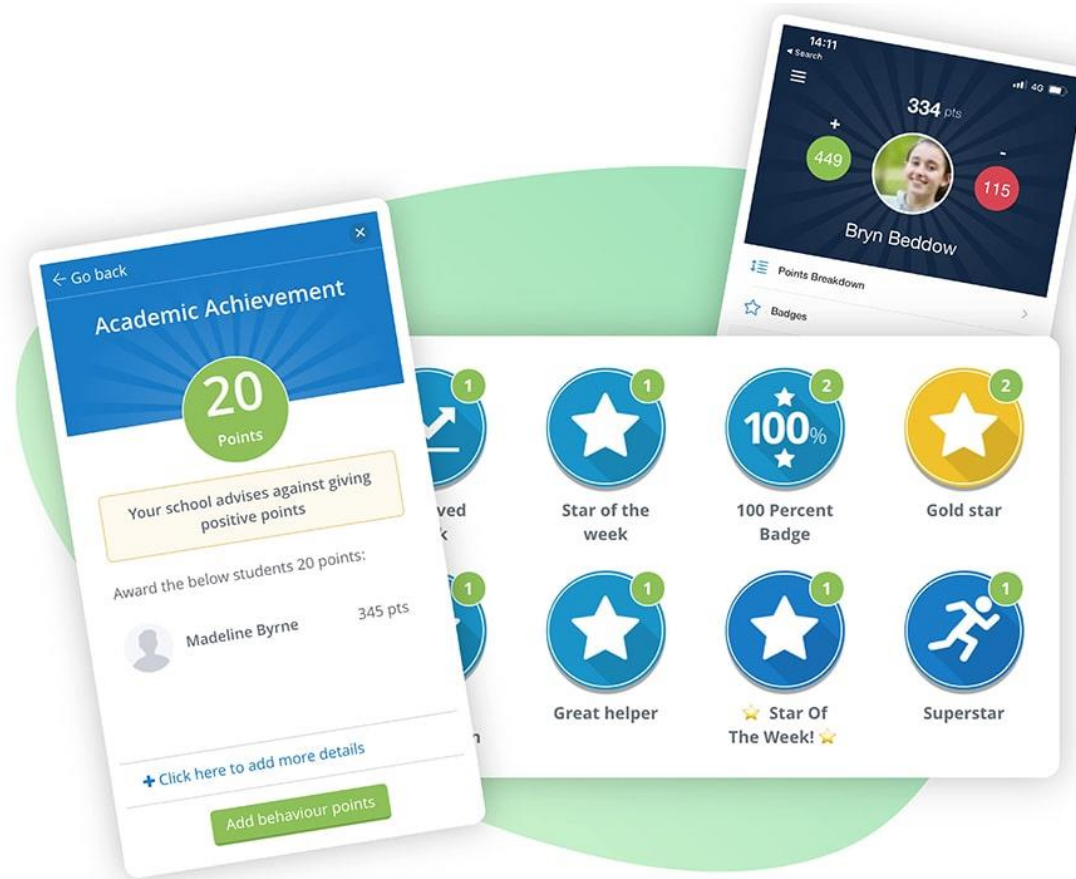 14:11
Search
4G
334 pts
+
-
449
115
Bryn Beddow
Points Breakdown
Badges
← Go back
Academic Achievement
20
Points
Your school advises against giving
positive points
Award the below students 20 points:
Madeline Byrne 345 pts
+ Click here to add more details
Add behaviour points
1
1
2
100%
2
Star of the
week
100 Percent
Badge
Gold star
1
1
1
1
Great helper
⭐ Star Of
The Week! ⭐
Superstar